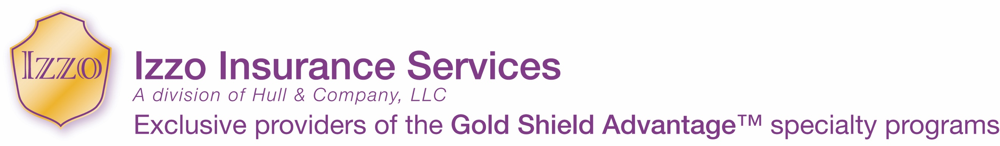 Izzo
Izzo Insurance Services
A division of Hull & Company, LLC
Exclusive providers of the Gold Shield Advantage™ specialty programs